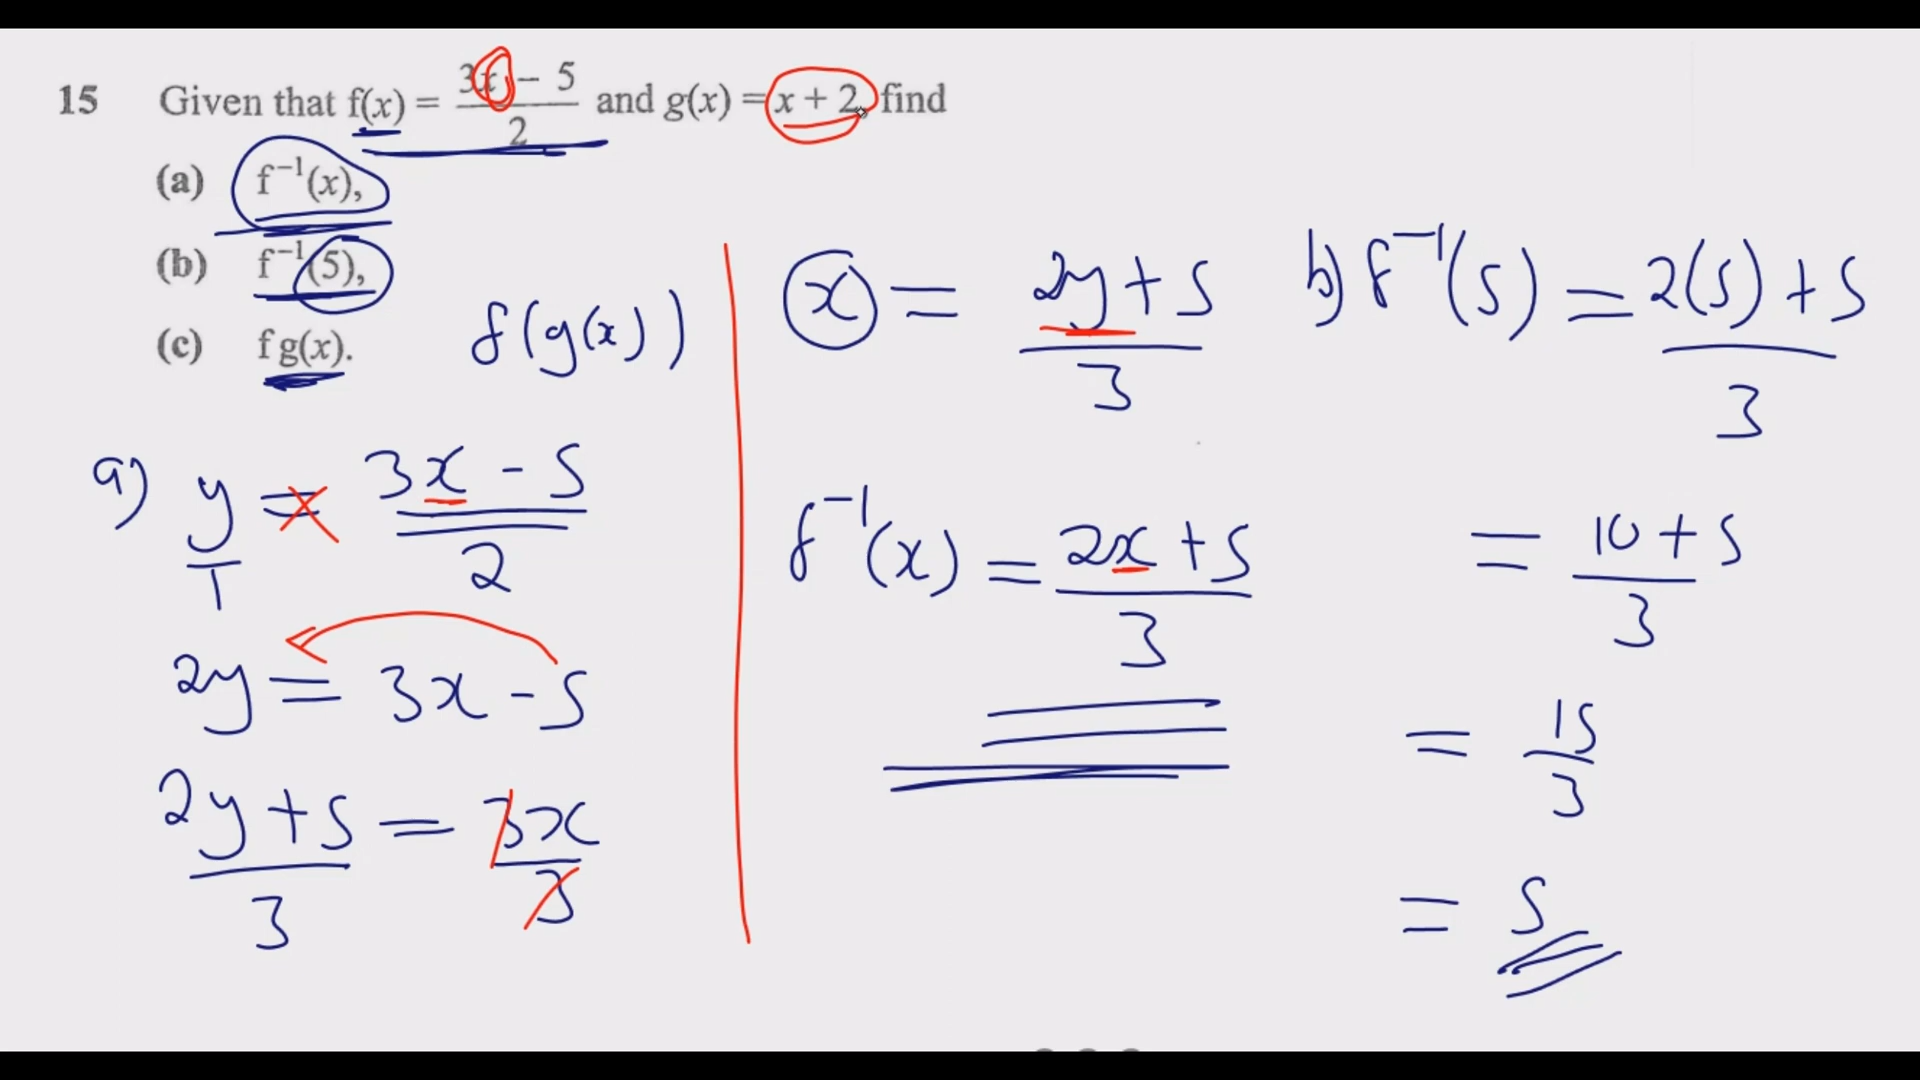 15 Given that f(x) = (3x - 5)/2 and g(x) = x + 2, find
(a) f⁻¹(x),
(b) f⁻¹(5),
(c) fg(x).
f(g(x))
a) y/1 = (3x - 5)/2
2y = 3x - 5
(2y + 5)/3 = 3x/3
x = (2y + 5)/3
f⁻¹(x) = (2x + 5)/3
b) f⁻¹(5) = (2(5) + 5)/3
= (10 + 5)/3
= 15/3
= 5